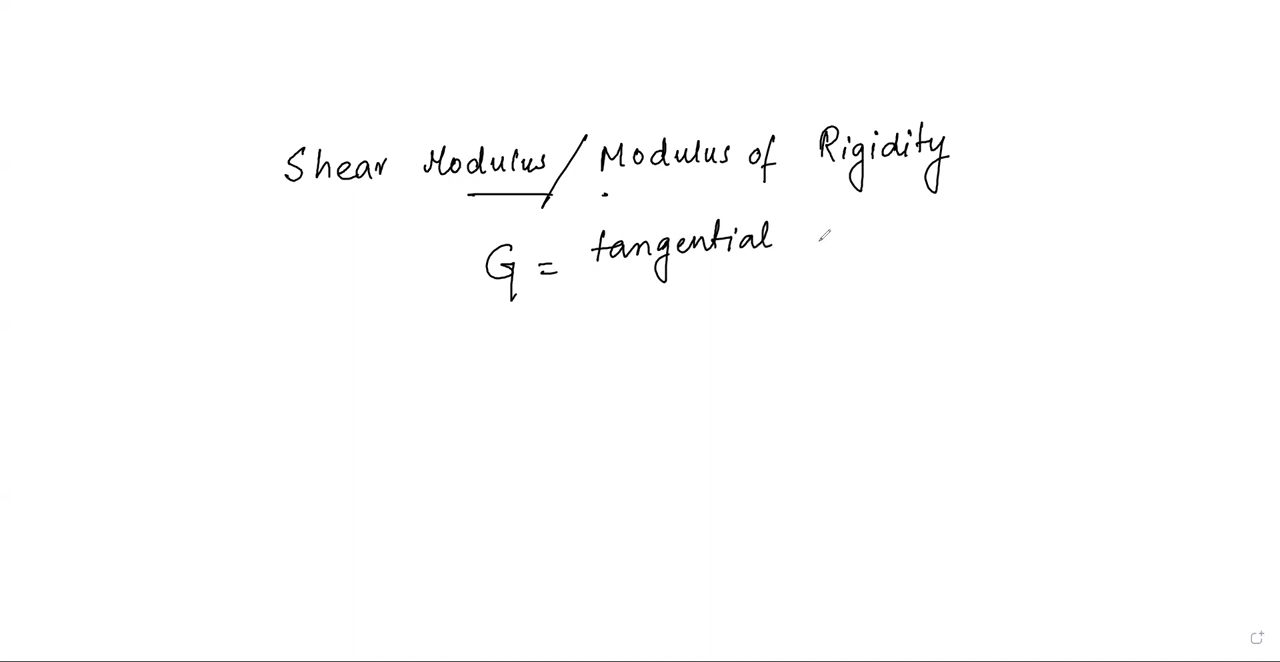 Shear Modulus / Modulus of Rigidity
G = tangential